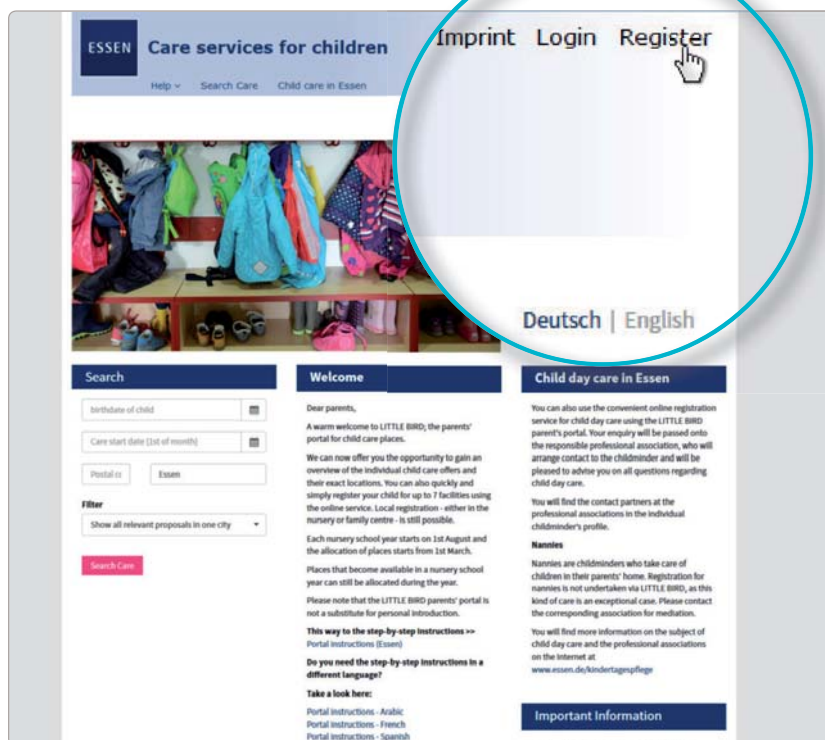 ESSEN
Care services for children
Imprint Login Register
Help Search Care Child care in Essen
Deutsch | English
Search
birthdate of child
Care start date (1st of month)
Postal cc
Essen
Filter
Show all relevant proposals in one city
Search Care
Welcome
Dear parents,
A warm welcome to LITTLE BIRD; the parents'
portal for child care places.
We can now offer you the opportunity to gain an
overview of the individual child care offers and
their exact locations. You can also quickly and
simply register your child for up to 7 facilities using
the online service. Local registration - either in the
nursery or family centre - is still possible.
Each nursery school year starts on 1st August and
the allocation of places starts from 1st March.
Places that become available in a nursery school
year can still be allocated during the year.
Please note that the LITTLE BIRD parents' portal is
not a substitute for personal introduction.
This way to the step-by-step instructions >>
Portal instructions (Essen)
Do you need the step-by-step instructions in a
different language?
Take a look here:
Portal instructions - Arabic
Portal instructions - French
Portal instructions - Spanish
Child day care in Essen
You can also use the convenient online registration
service for child day care using the LITTLE BIRD
parent's portal. Your enquiry will be passed onto
the responsible professional association, who will
arrange contact to the childminder and will be
pleased to advise you on all questions regarding
child day care.
You will find the contact partners at the
professional associations in the individual
childminder's profile.
Nannies
Nannies are childminders who take care of
children in their parents' home. Registration for
nannies is not undertaken via LITTLE BIRD, as this
kind of care is an exceptional case. Please contact
the corresponding association for mediation.
You will find more information on the subject of
child day care and the professional associations
on the internet at
www.essen.de/kindertagespflege
Important Information